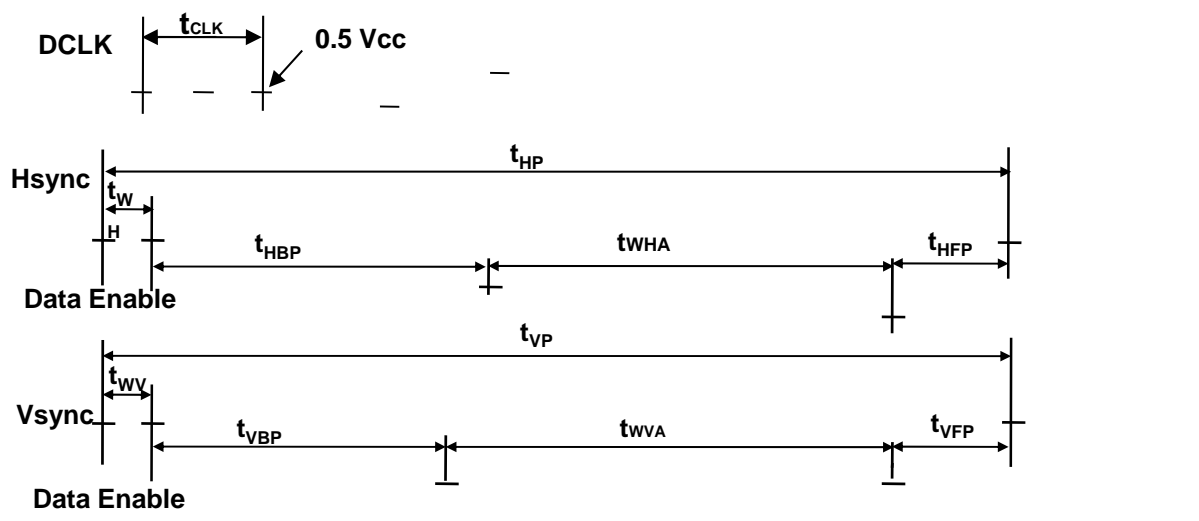 DCLK
tCLK
0.5 Vcc
Hsync
tHP
tW
H
tHBP
tWHA
tHFP
Data Enable
tVP
tWV
Vsync
tVBP
tWVA
tVFP
Data Enable